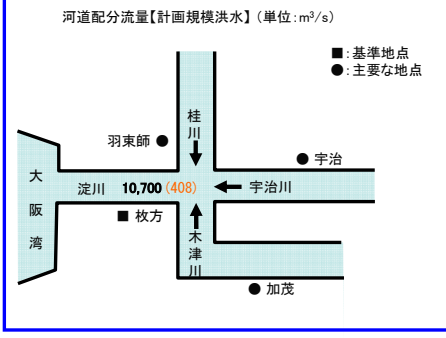 河道配分流量【計画規模洪水】(単位:m³/s)
■:基準地点
●:主要な地点
桂川
羽束師 ●
● 宇治
大阪湾
淀川 10,700(408)
宇治川
■ 枚方
木津川
● 加茂